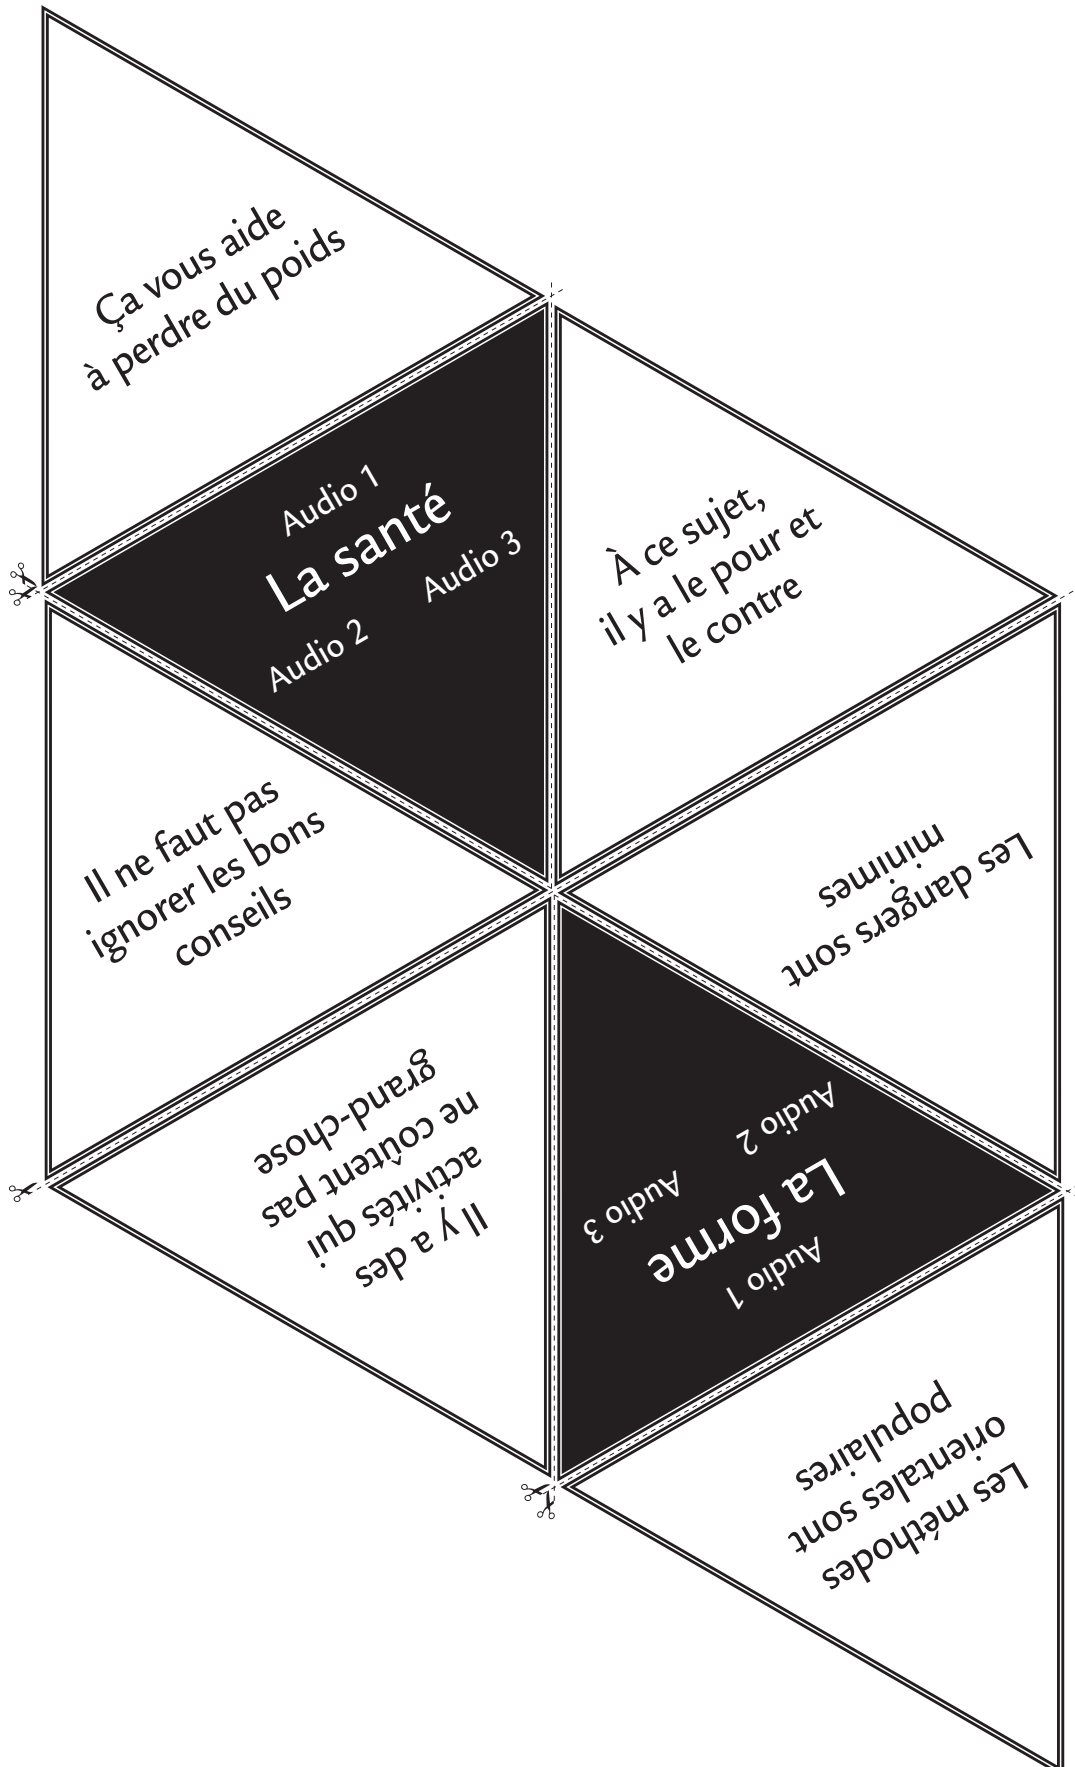 Ça vous aide
à perdre du poids
Audio 1
La santé
Audio 3
Audio 2
À ce sujet,
il y a le pour et
le contre
Il ne faut pas
ignorer les bons
conseils
Les dangers sont
minimes
Il y a des
activités qui
ne coûtent pas
grand-chose
Audio 1
La forme
Audio 3
Audio 2
Les méthodes
orientales sont
populaires